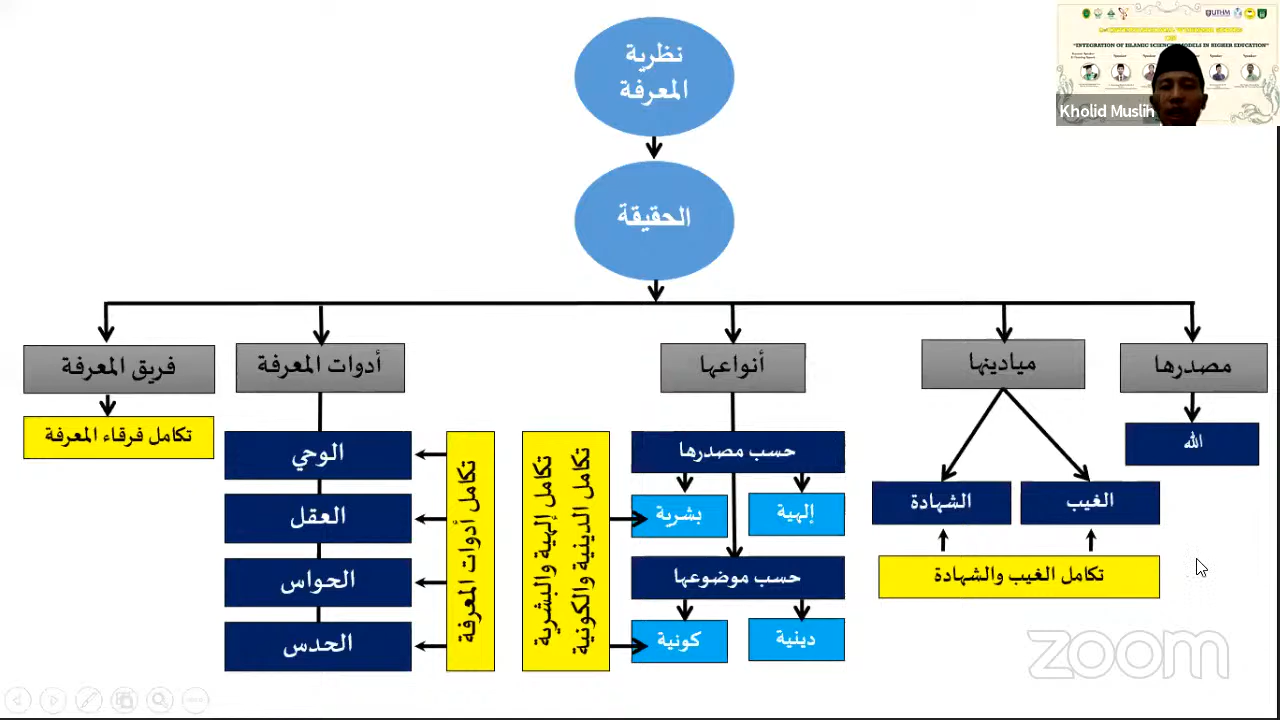 نظرية
المعرفة
الحقيقة
مصدرها
ميادينها
أنواعها
أدوات المعرفة
فريق المعرفة
الله
الغيب
الشهادة
تكامل الغيب والشهادة
حسب مصدرها
إلهية
بشرية
حسب موضوعها
دينية
كونية
تكامل إلهية والبشرية
تكامل الدينية والكونية
تكامل أدوات المعرفة
الوحي
العقل
الحواس
الحدس
تكامل فرقاء المعرفة
UTHM
"INTEGRATION OF ISLAMIC SCIENCE MODELS IN HIGHER EDUCATION"
Kholid Muslih
zoom